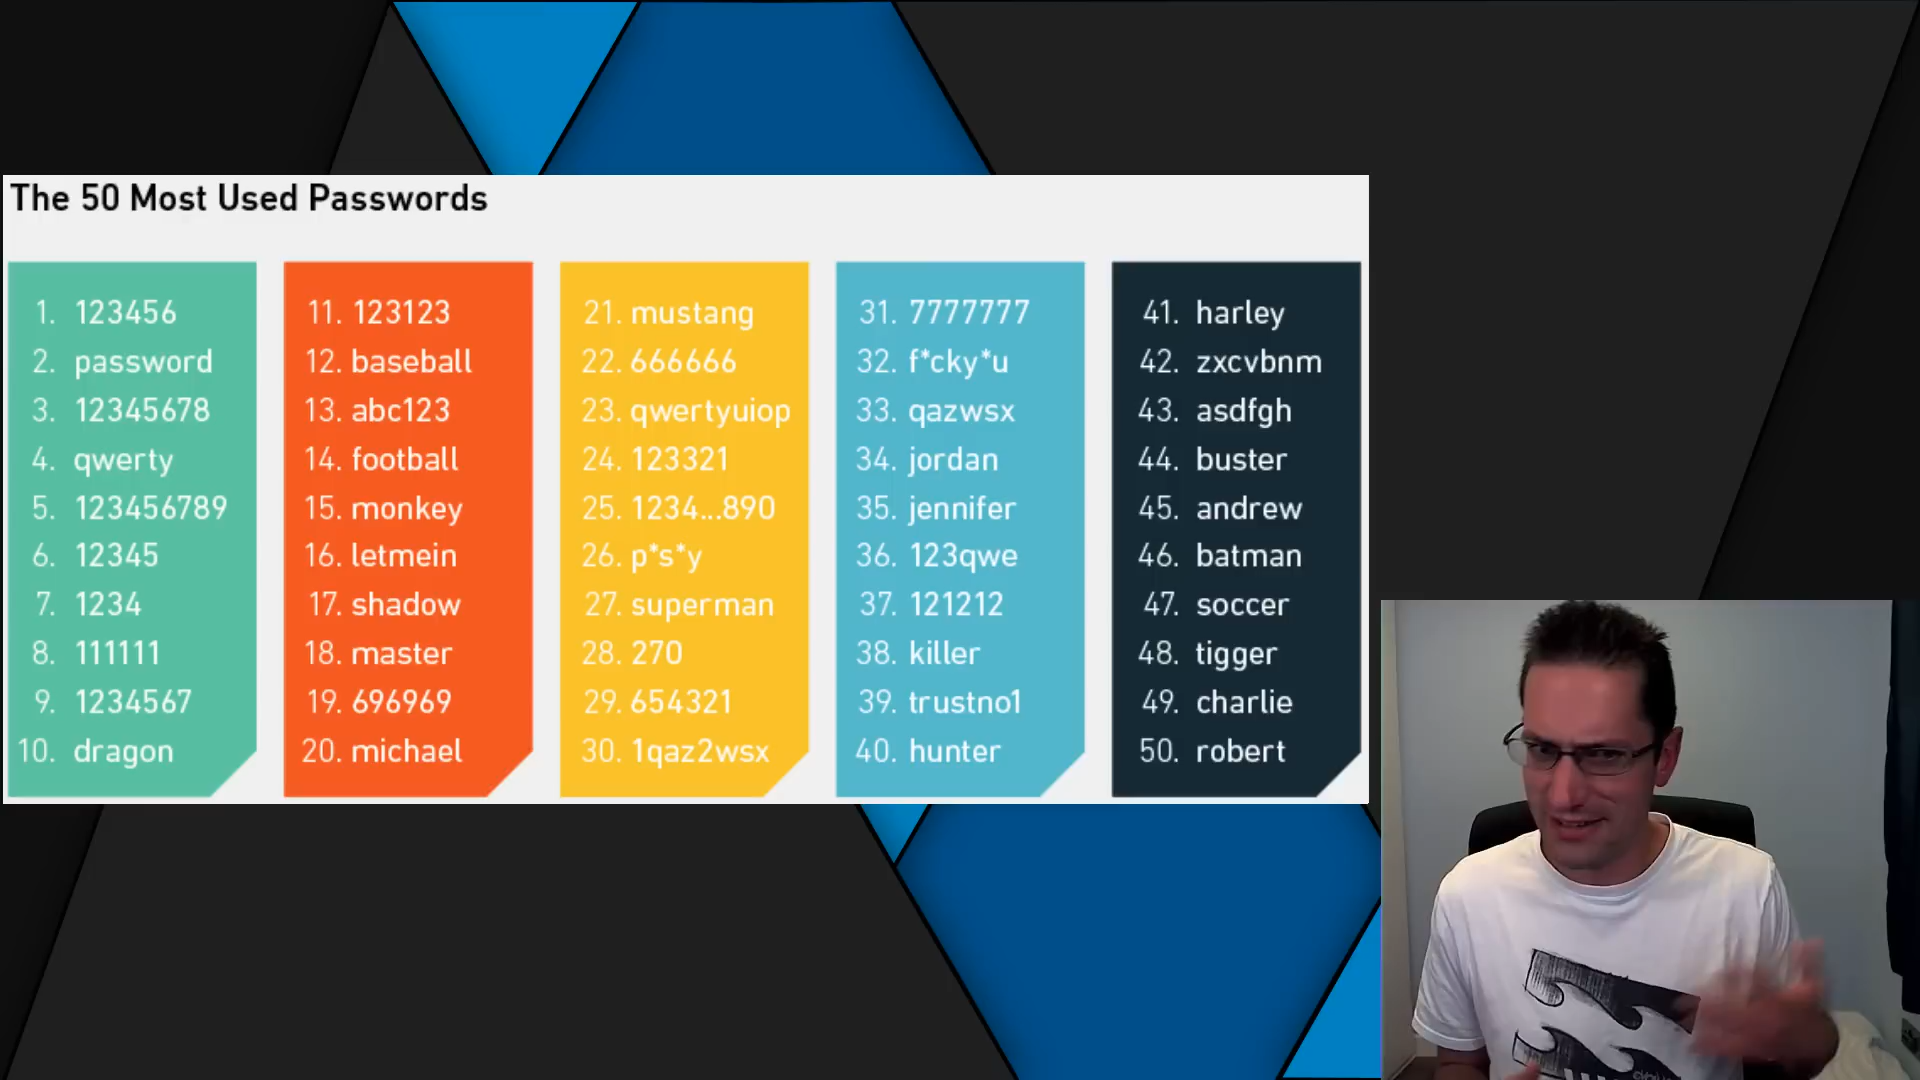 The 50 Most Used Passwords
1. 123456
2. password
3. 12345678
4. qwerty
5. 123456789
6. 12345
7. 1234
8. 111111
9. 1234567
10. dragon
11. 123123
12. baseball
13. abc123
14. football
15. monkey
16. letmein
17. shadow
18. master
19. 696969
20. michael
21. mustang
22. 666666
23. qwertyuiop
24. 123321
25. 1234...890
26. p*s*y
27. superman
28. 270
29. 654321
30. 1qaz2wsx
31. 7777777
32. f*cky*u
33. qazwsx
34. jordan
35. jennifer
36. 123qwe
37. 121212
38. killer
39. trustno1
40. hunter
41. harley
42. zxcvbnm
43. asdfgh
44. buster
45. andrew
46. batman
47. soccer
48. tigger
49. charlie
50. robert